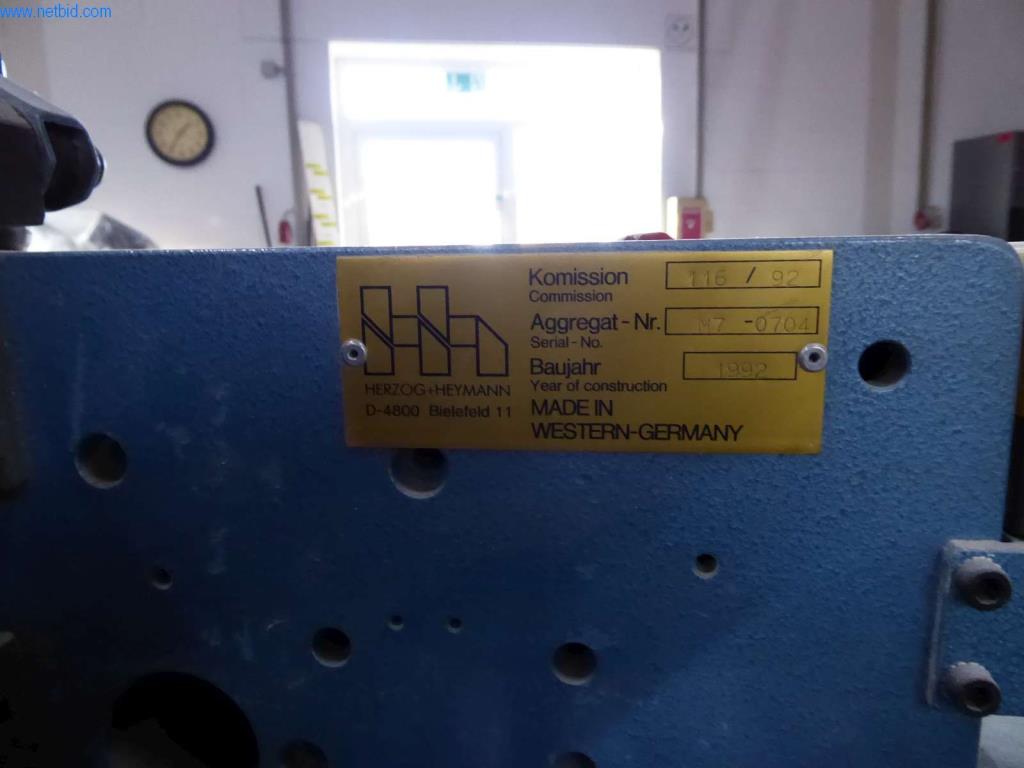 www.netbid.com
Komission 116 / 92
Commission
Aggregat-Nr. M7 -0704
Serial-No.
Baujahr 1992
Year of construction
HERZOG+HEYMANN
D-4800 Bielefeld 11
MADE IN
WESTERN-GERMANY